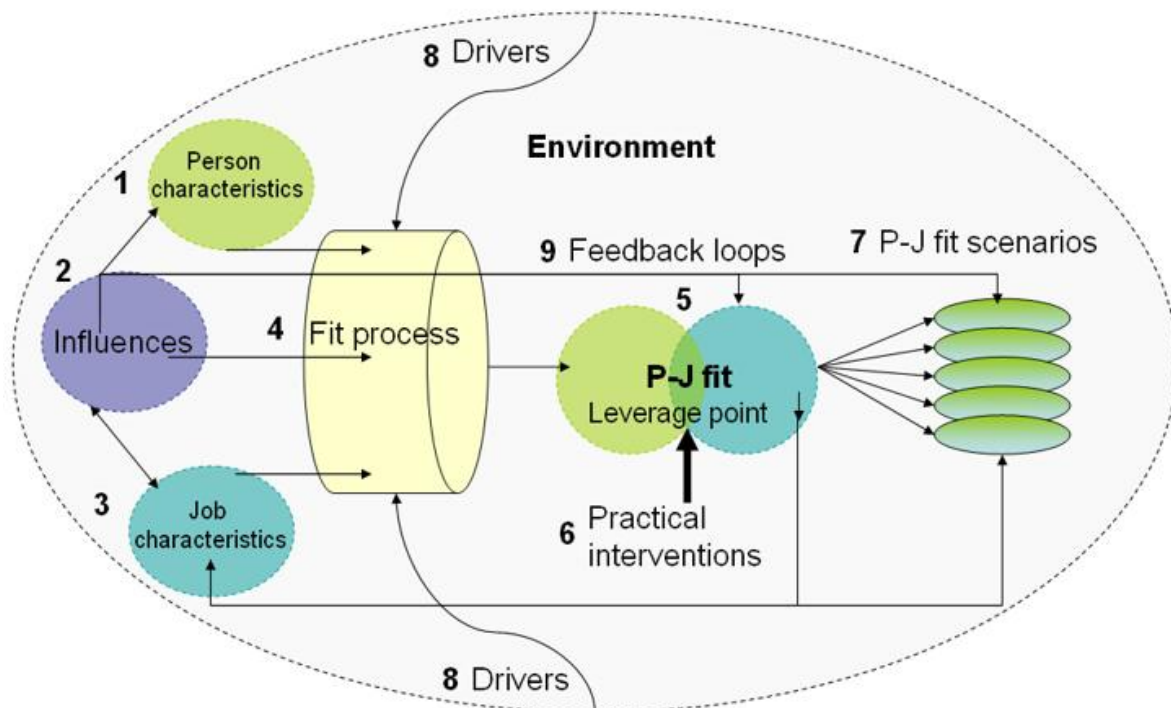 8 Drivers
Environment
1
Person
characteristics
2
Influences
9 Feedback loops
7 P-J fit scenarios
4 Fit process
5
P-J fit
Leverage point
3
Job
characteristics
6
Practical
interventions
8 Drivers